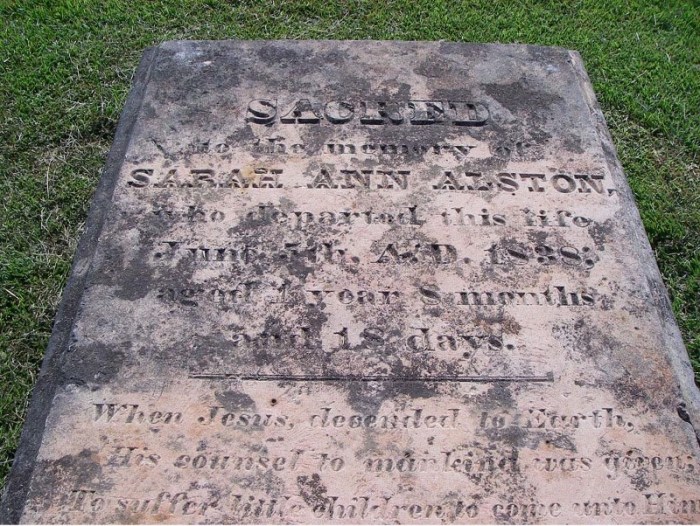 SACRED
to the memory of
SARAH ANN ALSTON,
who departed this life
June 5th, A.D. 1838;
aged 1 year 8 months
and 18 days.
When Jesus, decended to Earth,
His counsel to mankind was given,
To suffer little children to come unto Him